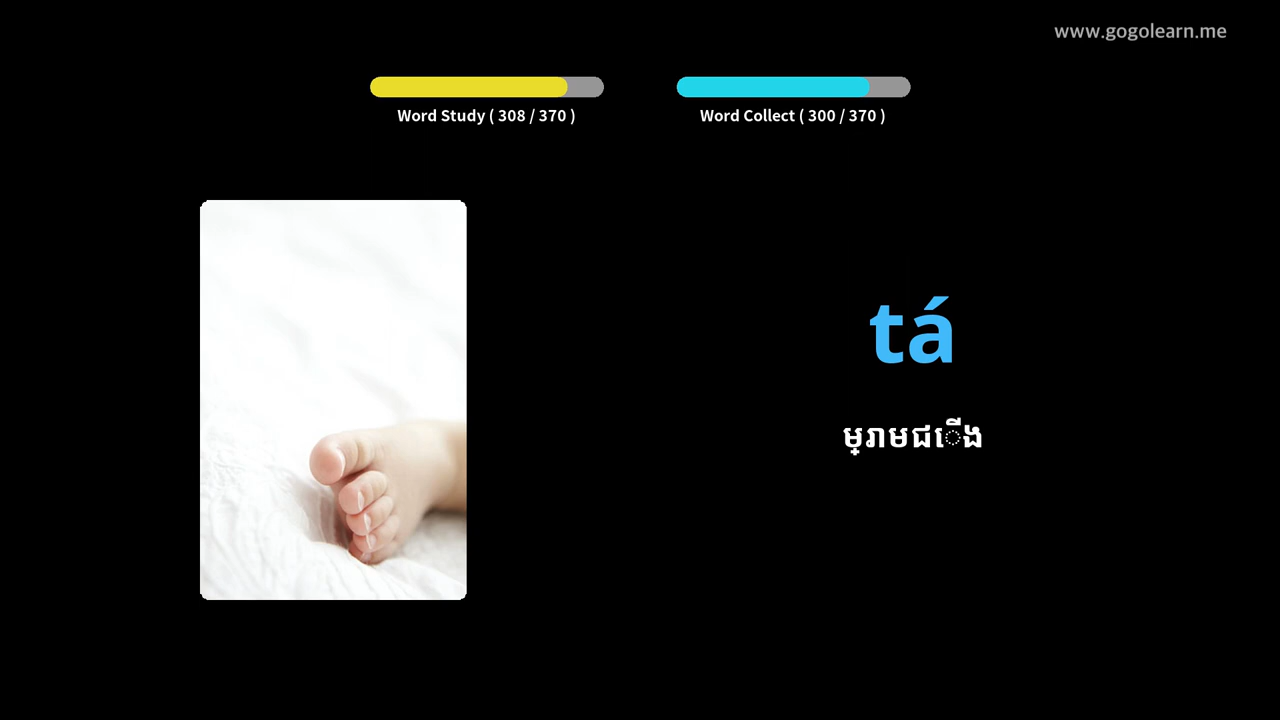 www.gogolearn.me
Word Study ( 308 / 370 )
Word Collect ( 300 / 370 )
tá
ម្រាមជើង